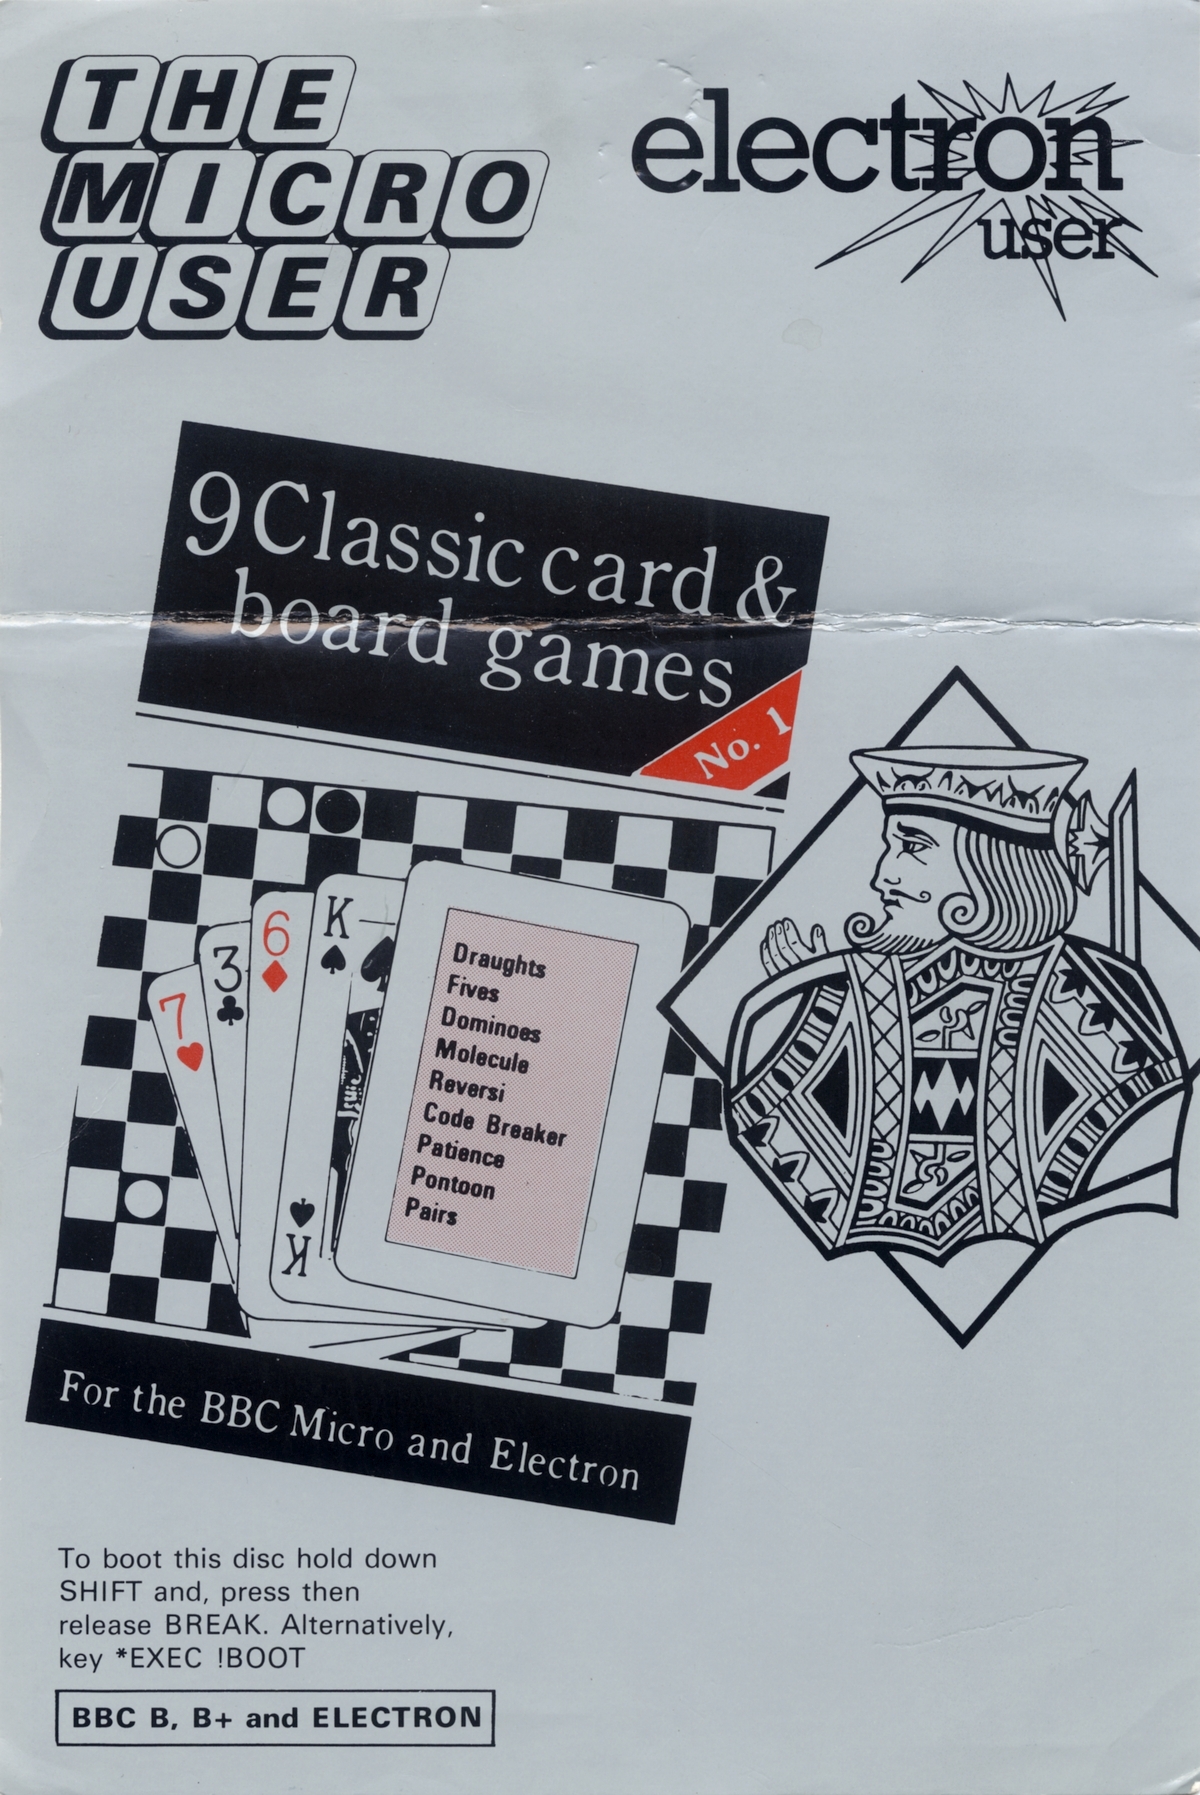 THE
MICRO
USER
electron
user
9 Classic card &
board games
No. 1
7
3
6
K
K
Draughts
Fives
Dominoes
Molecule
Reversi
Code Breaker
Patience
Pontoon
Pairs
For the BBC Micro and Electron
To boot this disc hold down
SHIFT and, press then
release BREAK. Alternatively,
key *EXEC !BOOT
BBC B, B+ and ELECTRON